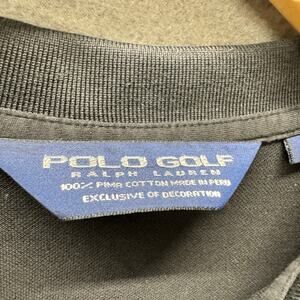 POLO GOLF
RALPH LAUREN
100% PIMA COTTON MADE IN PERU
EXCLUSIVE OF DECORATION